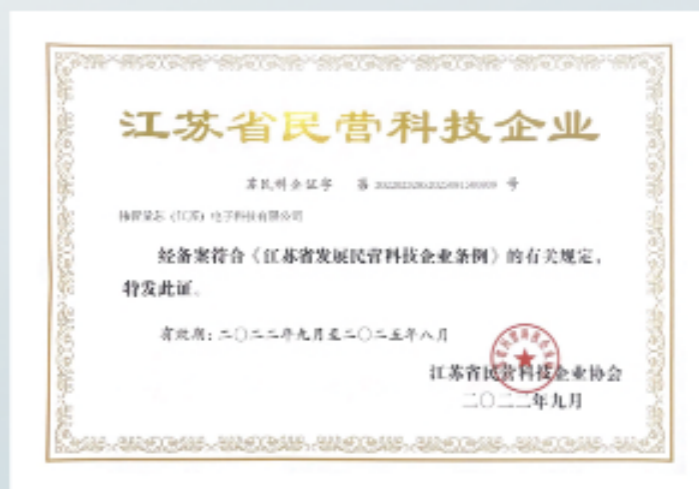 江苏省民营科技企业
苏民科企证字 第 号
(江苏)电子科技有限公司
经备案符合《江苏省发展民营科技企业条例》的有关规定,
特发此证。
有效期:二〇二二年九月至二〇二五年八月
江苏省民营科技企业协会
二〇二二年九月